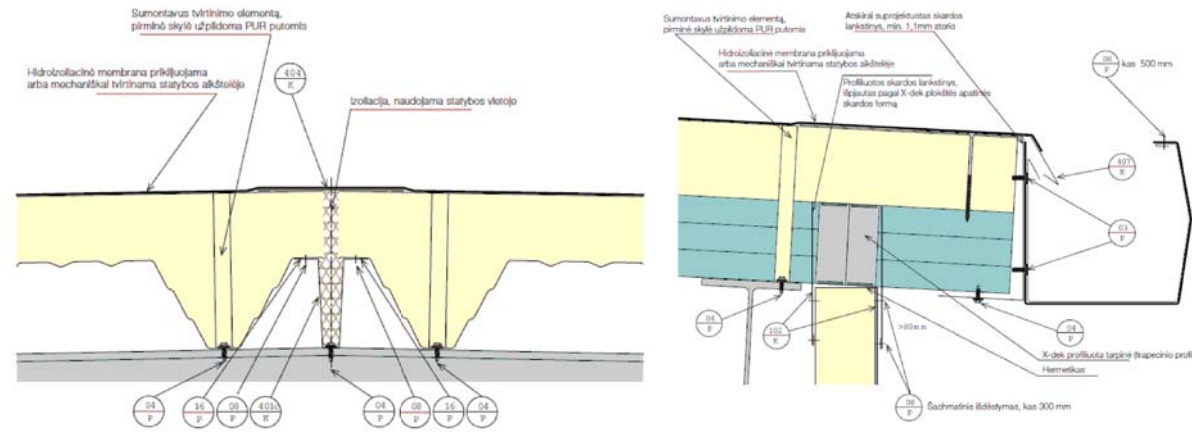 Sumontavus tvirtinimo elementą,
pirminė skylė užpildoma PUR putomis
Hidroizoliacinė membrana priklijuojama
arba mechaniškai tvirtinama statybos aikštelėje
404
K
Izoliacija, naudojama statybos vietoje
04
P
16
P
08
P
401c
K
04
P
08
P
16
P
04
P
Sumontavus tvirtinimo elementą,
pirminė skylė užpildoma PUR putomis
Hidroizoliacinė membrana priklijuojama
arba mechaniškai tvirtinama statybos aikštelėje
Profiliuotas skardos lankstinys,
išpjautas pagal X-dek plokštės apatinės
skardos formą
Atskirai suprojektuotas skardos
lankstinys, min. 1,1mm storio
08
P
kas 500 mm
407
K
03
P
04
P
102
K
>80mm
04
P
X-dek profiliuota tarpinė (trapecinio profi
Hermetikas
08
P
Šachmatinis išdėstymas, kas 300 mm